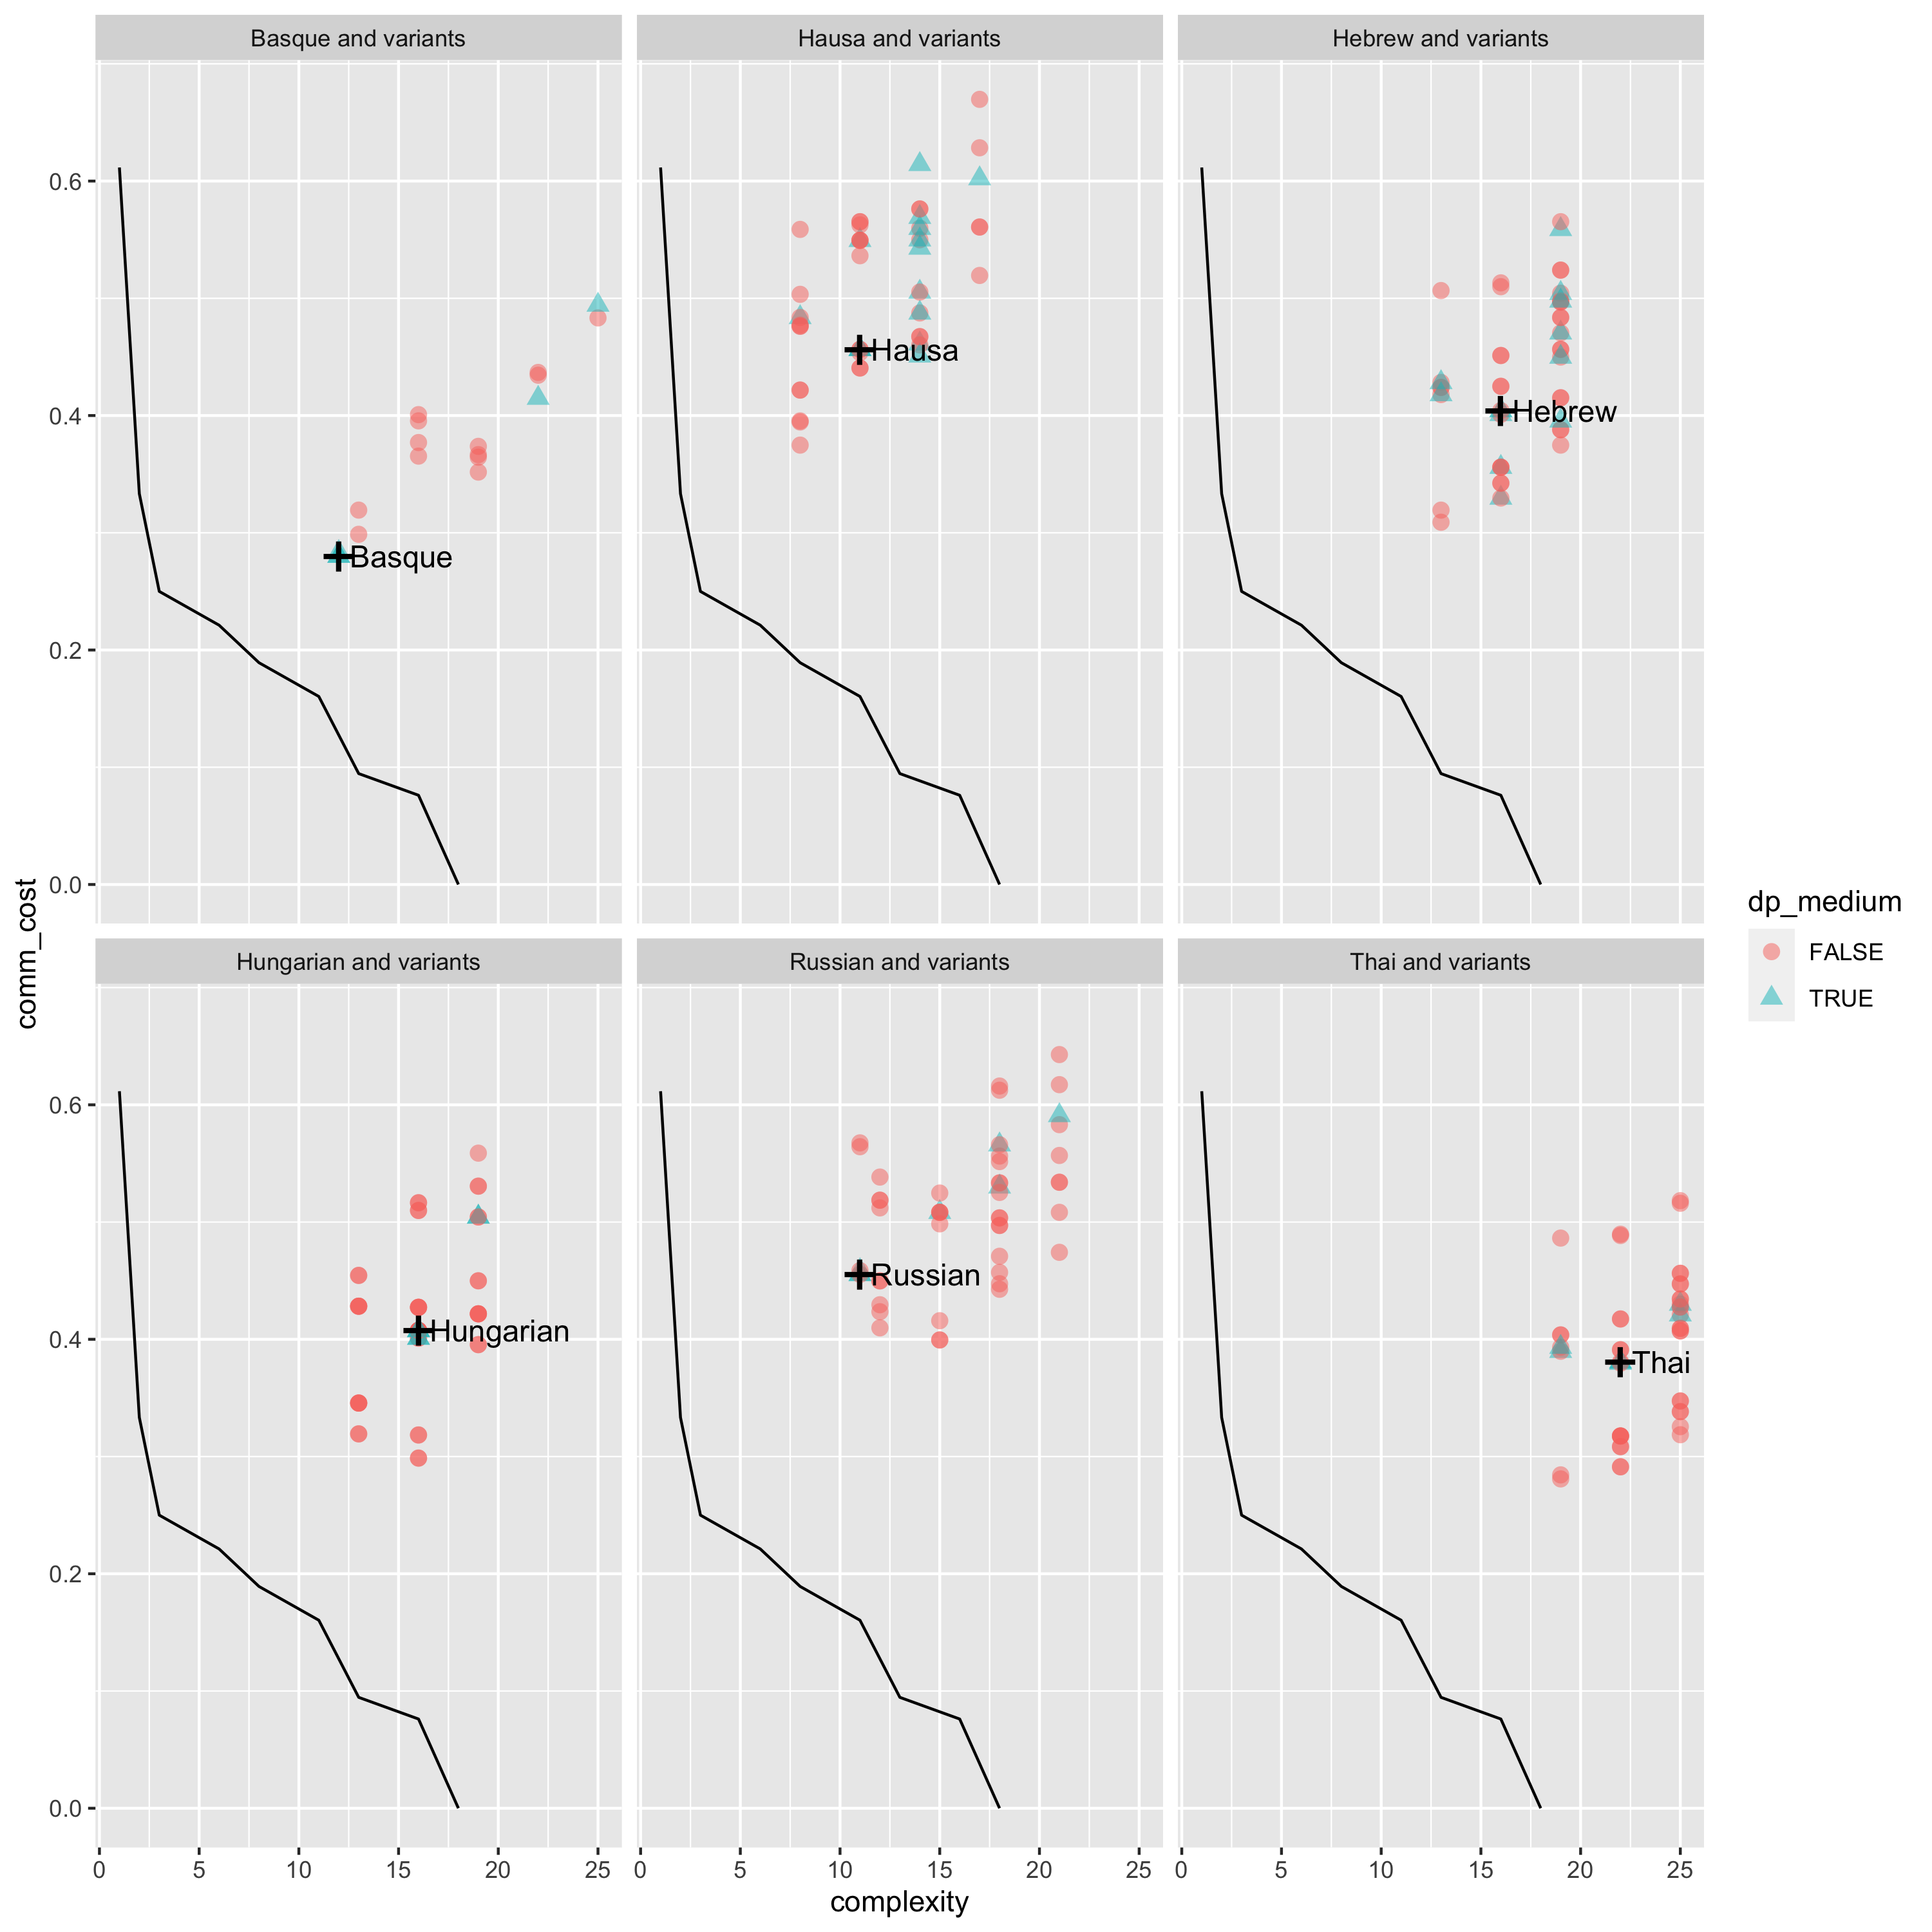 Basque and variants
Hausa and variants
Hebrew and variants
0.6
0.4
0.2
0.0
Basque
Hausa
Hebrew
comm_cost
Hungarian and variants
Russian and variants
Thai and variants
0.6
0.4
0.2
0.0
Hungarian
Russian
Thai
0 5 10 15 20 25
0 5 10 15 20 25
0 5 10 15 20 25
complexity
dp_medium
FALSE
TRUE